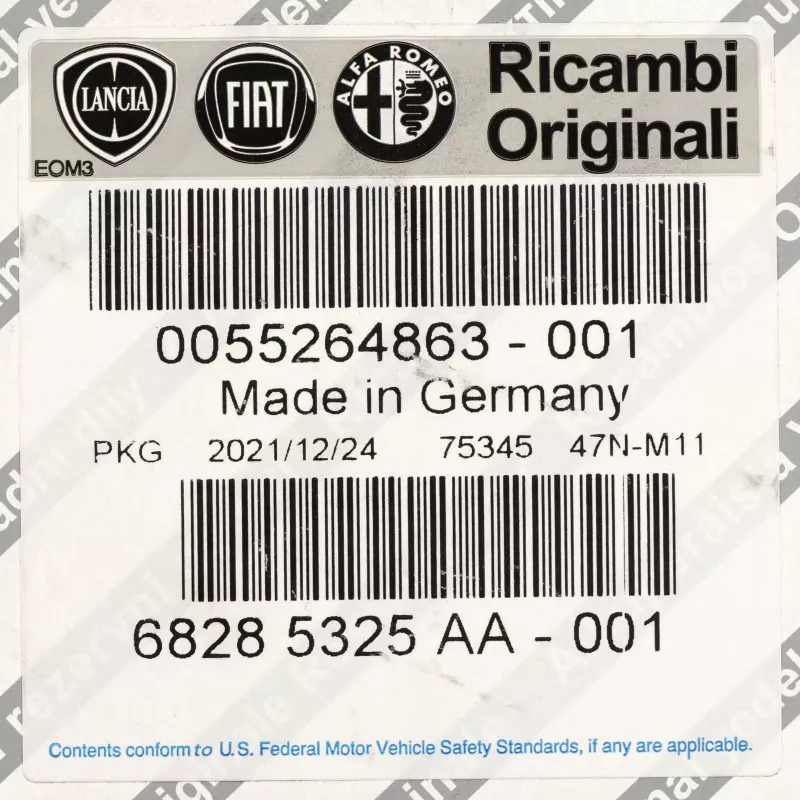 LANCIA
FIAT
ALFA ROMEO
Ricambi
Originali
EOM3
0055264863 - 001
Made in Germany
PKG 2021/12/24 75345 47N-M11
6828 5325 AA - 001
Contents conform to U.S. Federal Motor Vehicle Safety Standards, if any are applicable.